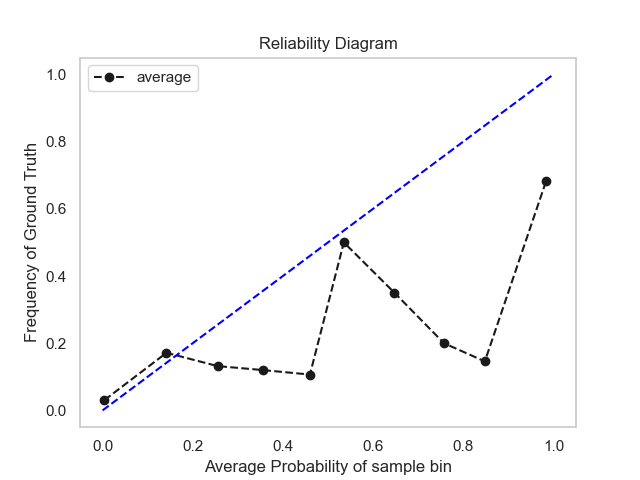 Reliability Diagram
average
1.0
0.8
0.6
0.4
0.2
0.0
Frequency of Ground Truth
0.0 0.2 0.4 0.6 0.8 1.0
Average Probability of sample bin